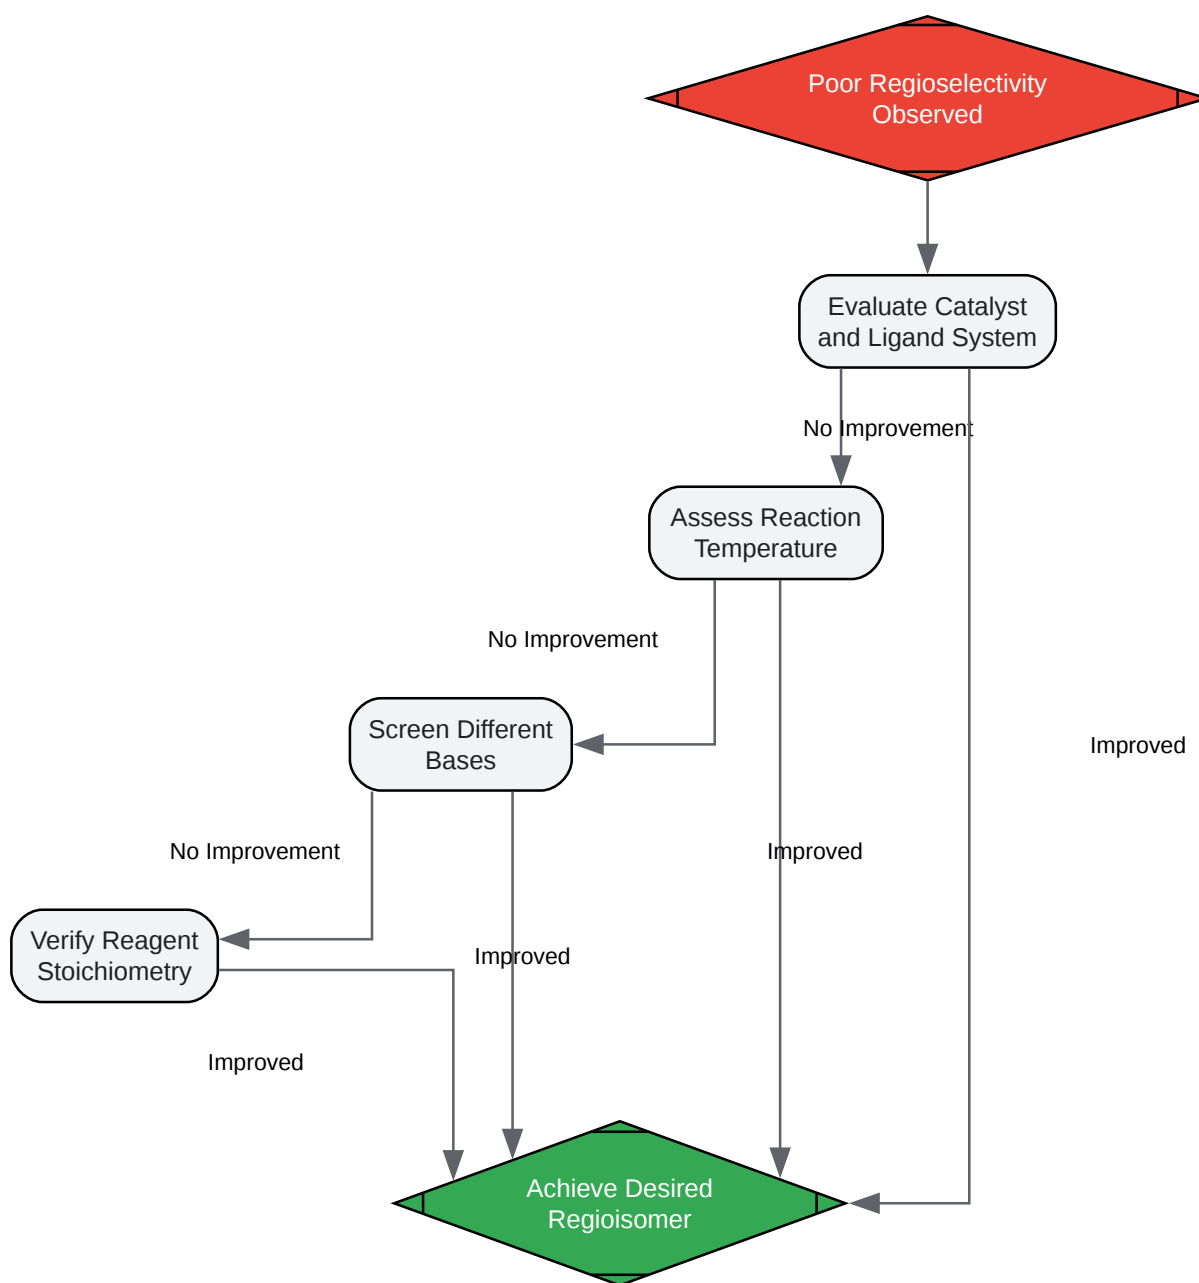 Poor Regioselectivity
Observed
Evaluate Catalyst
and Ligand System
No Improvement
Assess Reaction
Temperature
No Improvement
Screen Different
Bases
Improved
No Improvement
Improved
Verify Reagent
Stoichiometry
Improved
Improved
Achieve Desired
Regioisomer